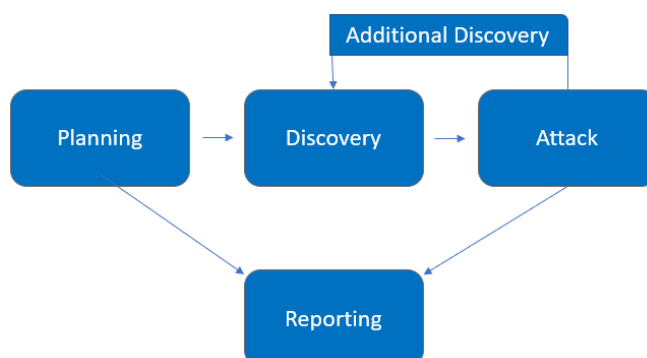 Additional Discovery
Planning
Discovery
Attack
Reporting